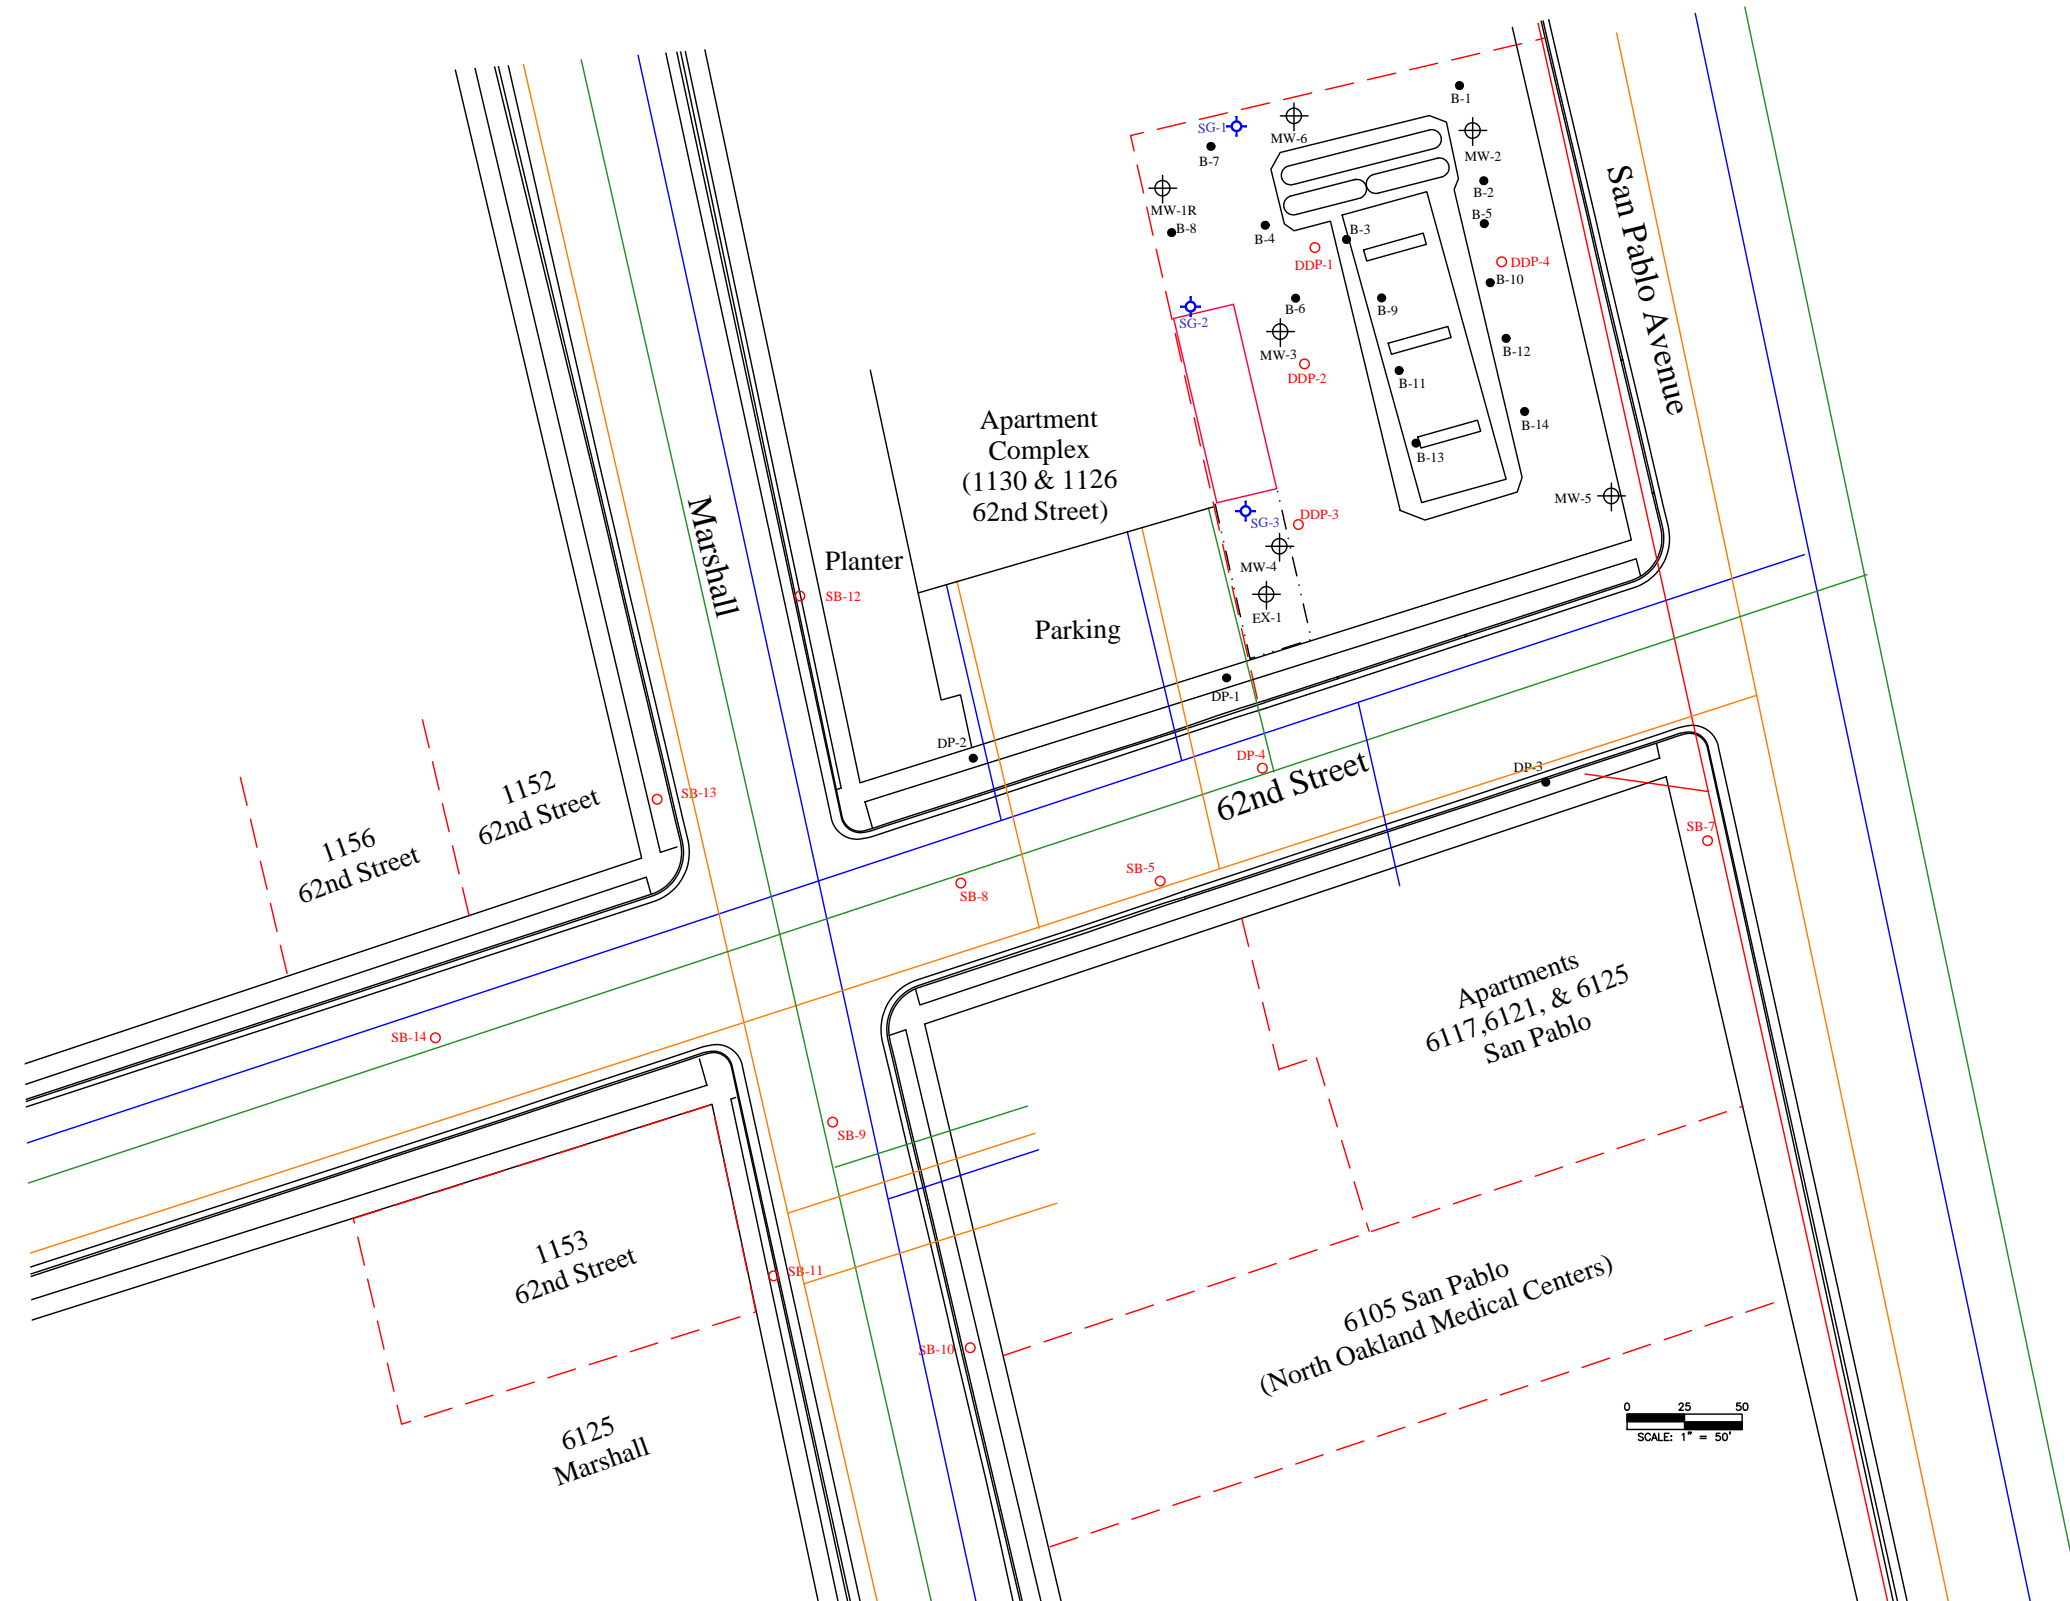 B-1
SG-1
MW-6
B-7
MW-2
San Pablo Avenue
B-2
MW-1R
B-5
B-8
B-4
B-3
DDP-1
DDP-4
B-10
B-6
B-9
SG-2
MW-3
B-12
DDP-2
B-11
Apartment
Complex
(1130 & 1126
62nd Street)
B-14
B-13
MW-5
SG-3
DDP-3
Marshall
Planter
MW-4
SB-12
EX-1
Parking
DP-1
DP-2
DP-4
DP-3
62nd Street
SB-13
1152
62nd Street
1156
62nd Street
SB-7
SB-5
SB-8
Apartments
6117,6121, & 6125
San Pablo
SB-14
SB-9
1153
62nd Street
SB-11
6105 San Pablo
(North Oakland Medical Centers)
SB-10
6125
Marshall
0 25 50
SCALE: 1" = 50'